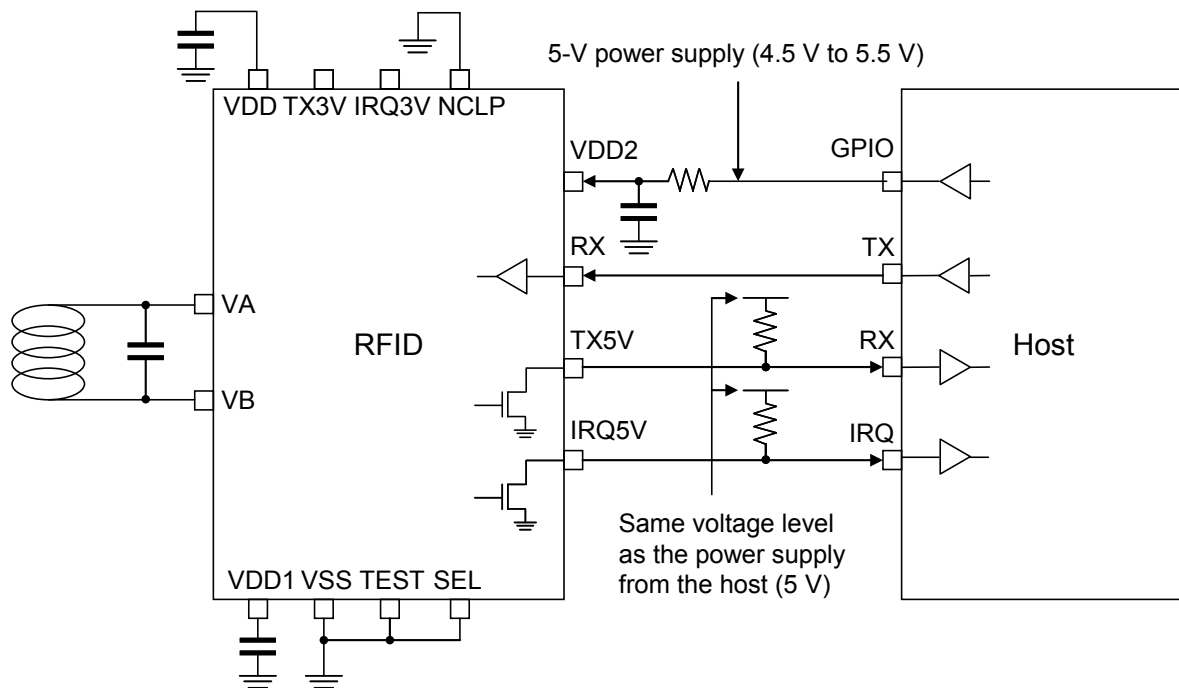 5-V power supply (4.5 V to 5.5 V)
VDD TX3V IRQ3V NCLP
VDD2
GPIO
RX
TX
VA
RFID
TX5V
RX
Host
VB
IRQ5V
IRQ
Same voltage level
as the power supply
from the host (5 V)
VDD1 VSS TEST SEL